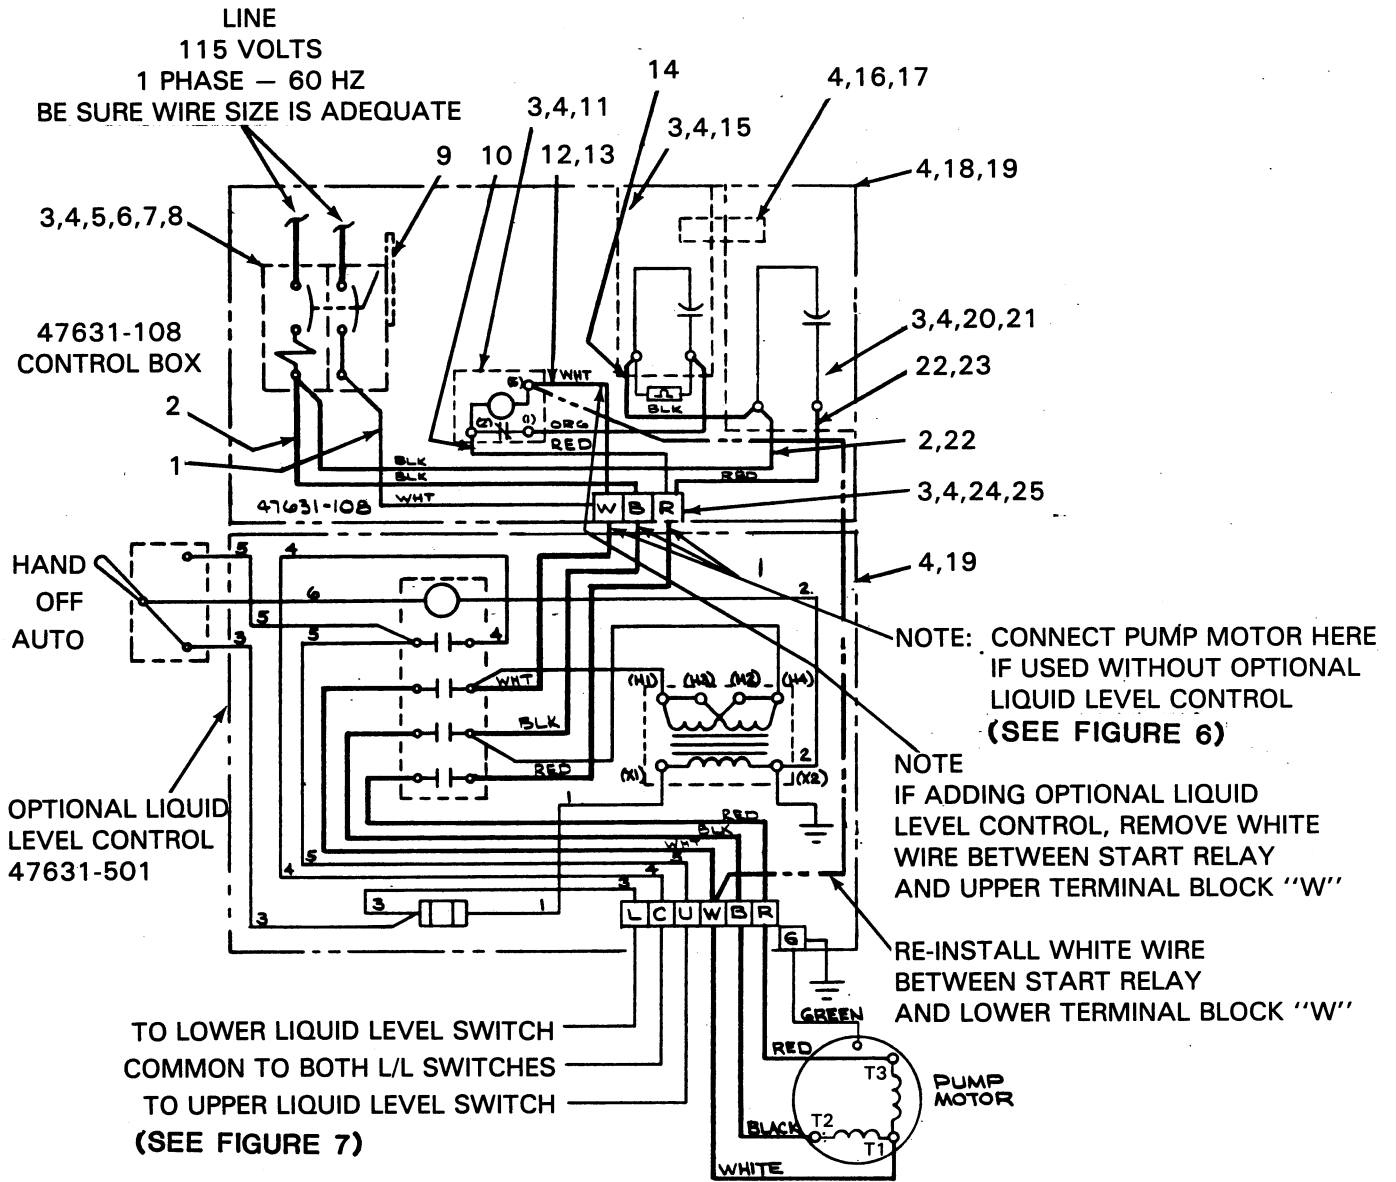 LINE
115 VOLTS
1 PHASE — 60 HZ
BE SURE WIRE SIZE IS ADEQUATE
14
4,16,17
3,4,11
3,4,15
9
10
12,13
4,18,19
3,4,5,6,7,8
47631-108
CONTROL BOX
3,4,20,21
22,23
(5)
WHT
BLK
(2)
(1)
ORG
RED
2
1
BLK
BLK
WHT
RED
2,22
3,4,24,25
47631-108
W B R
HAND
OFF
AUTO
5
4
6
5
5
4
3
1
2
4,19
NOTE: CONNECT PUMP MOTOR HERE
IF USED WITHOUT OPTIONAL
LIQUID LEVEL CONTROL
(SEE FIGURE 6)
WHT
(H1) (H3) (H2) (H4)
BLK
RED
(X1)
2
(X2)
1
NOTE
IF ADDING OPTIONAL LIQUID
LEVEL CONTROL, REMOVE WHITE
WIRE BETWEEN START RELAY
AND UPPER TERMINAL BLOCK "W"
OPTIONAL LIQUID
LEVEL CONTROL
47631-501
RED
BLK
WHT
5
5
4
4
3
3
1
3
L C U W B R
G
RE-INSTALL WHITE WIRE
BETWEEN START RELAY
AND LOWER TERMINAL BLOCK "W"
TO LOWER LIQUID LEVEL SWITCH
COMMON TO BOTH L/L SWITCHES
TO UPPER LIQUID LEVEL SWITCH
(SEE FIGURE 7)
GREEN
RED
T3
PUMP
MOTOR
BLACK
T2
T1
WHITE